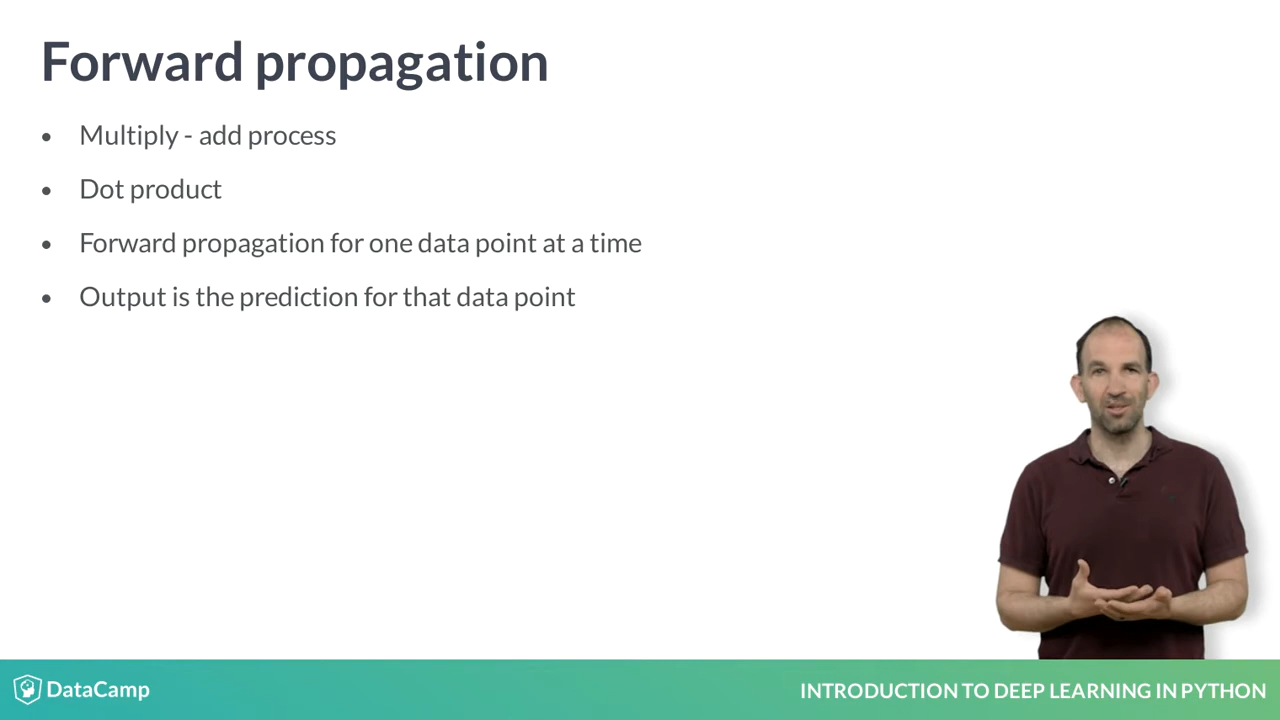 Forward propagation
• Multiply - add process
• Dot product
• Forward propagation for one data point at a time
• Output is the prediction for that data point
DataCamp
INTRODUCTION TO DEEP LEARNING IN PYTHON